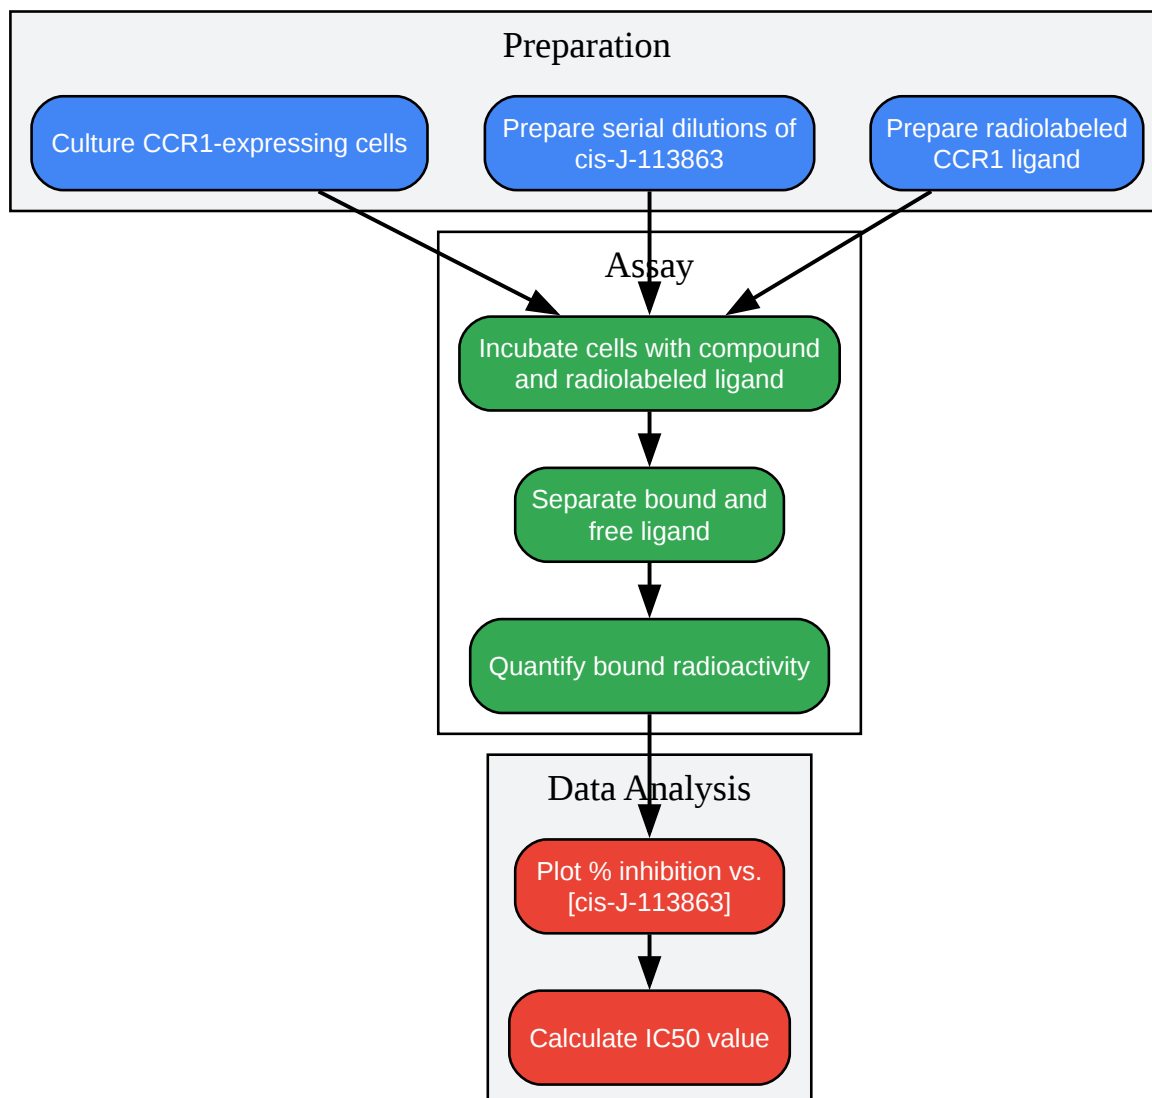 Preparation
Culture CCR1-expressing cells
Prepare serial dilutions of
cis-J-113863
Prepare radiolabeled
CCR1 ligand
Assay
Incubate cells with compound
and radiolabeled ligand
Separate bound and
free ligand
Quantify bound radioactivity
Data Analysis
Plot % inhibition vs.
[cis-J-113863]
Calculate IC50 value